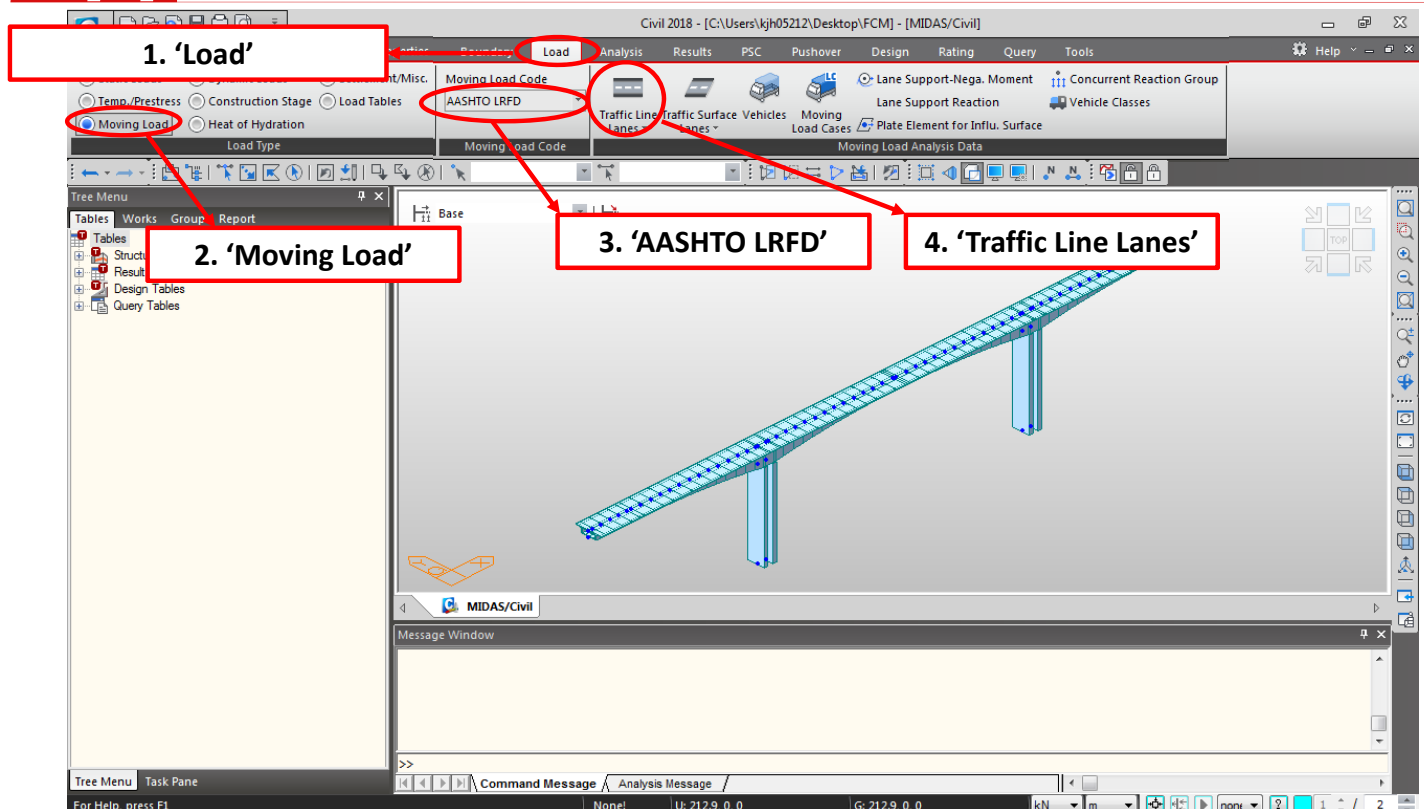 Civil 2018 - [C:\Users\kjh05212\Desktop\FCM] - [MIDAS/Civil]
1. ‘Load’
Load Analysis Results PSC Pushover Design Rating Query Tools Help
Moving Load Code
Lane Support-Nega. Moment Concurrent Reaction Group
Temp./Prestress Construction Stage Load Tables
AASHTO LRFD
Lane Support Reaction Vehicle Classes
Moving Load Heat of Hydration
Traffic Line Traffic Surface Vehicles Moving
Lanes Lanes Load Cases Plate Element for Influ. Surface
Load Type Moving Load Code Moving Load Analysis Data
Tree Menu
Tables Works Group Report
Base
TOP
Tables
2. ‘Moving Load’
3. ‘AASHTO LRFD’
4. ‘Traffic Line Lanes’
Design Tables
Query Tables
MIDAS/Civil
Message Window
>>
Tree Menu Task Pane
Command Message Analysis Message
For Help, press F1 None! U: 212.9, 0, 0 G: 212.9, 0, 0 kN m 1 / 2